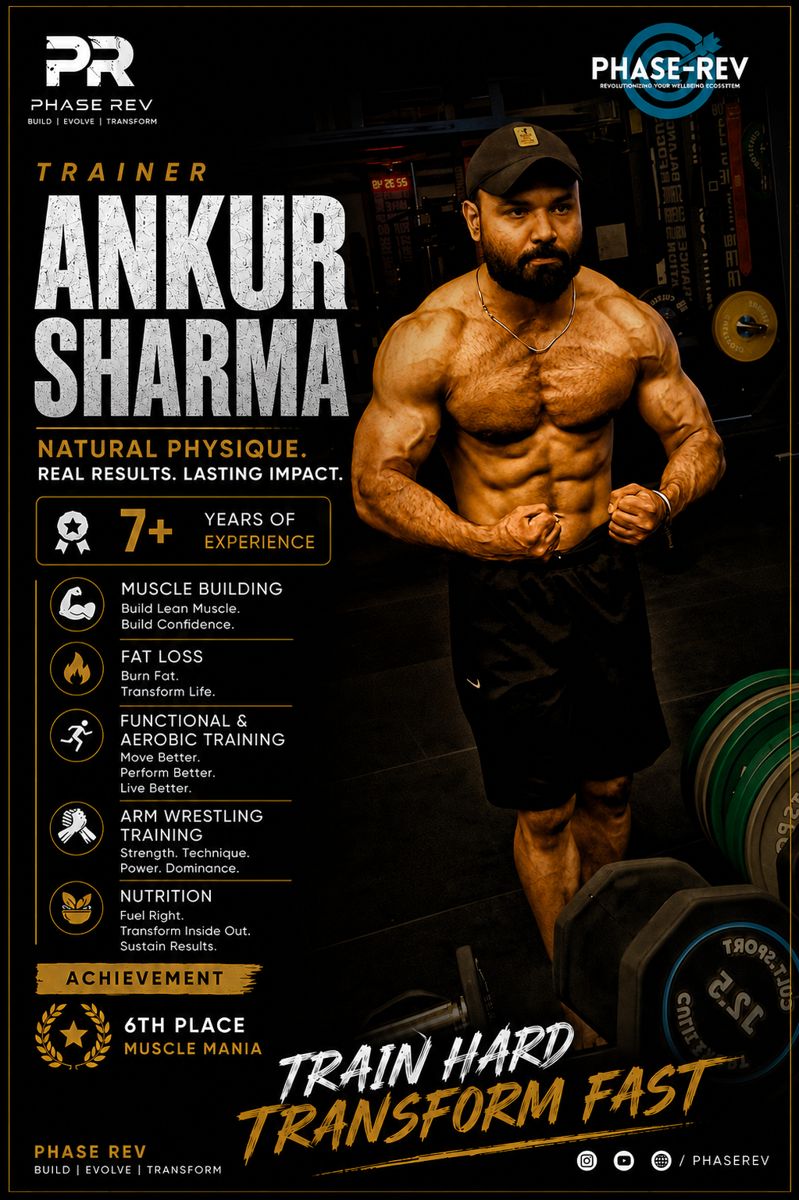 PR
PHASE REV
BUILD | EVOLVE | TRANSFORM
PHASE-REV
REVOLUTIONIZING YOUR WELLBEING ECOSYSTEM
TRAINER
ANKUR
SHARMA
NATURAL PHYSIQUE.
REAL RESULTS. LASTING IMPACT.
7+ YEARS OF
EXPERIENCE
MUSCLE BUILDING
Build Lean Muscle.
Build Confidence.
FAT LOSS
Burn Fat.
Transform Life.
FUNCTIONAL &
AEROBIC TRAINING
Move Better.
Perform Better.
Live Better.
ARM WRESTLING
TRAINING
Strength. Technique.
Power. Dominance.
NUTRITION
Fuel Right.
Transform Inside Out.
Sustain Results.
ACHIEVEMENT
6TH PLACE
MUSCLE MANIA
CULT.SPORT
TRAIN HARD
TRANSFORM FAST
PHASE REV
BUILD | EVOLVE | TRANSFORM
/ PHASEREV